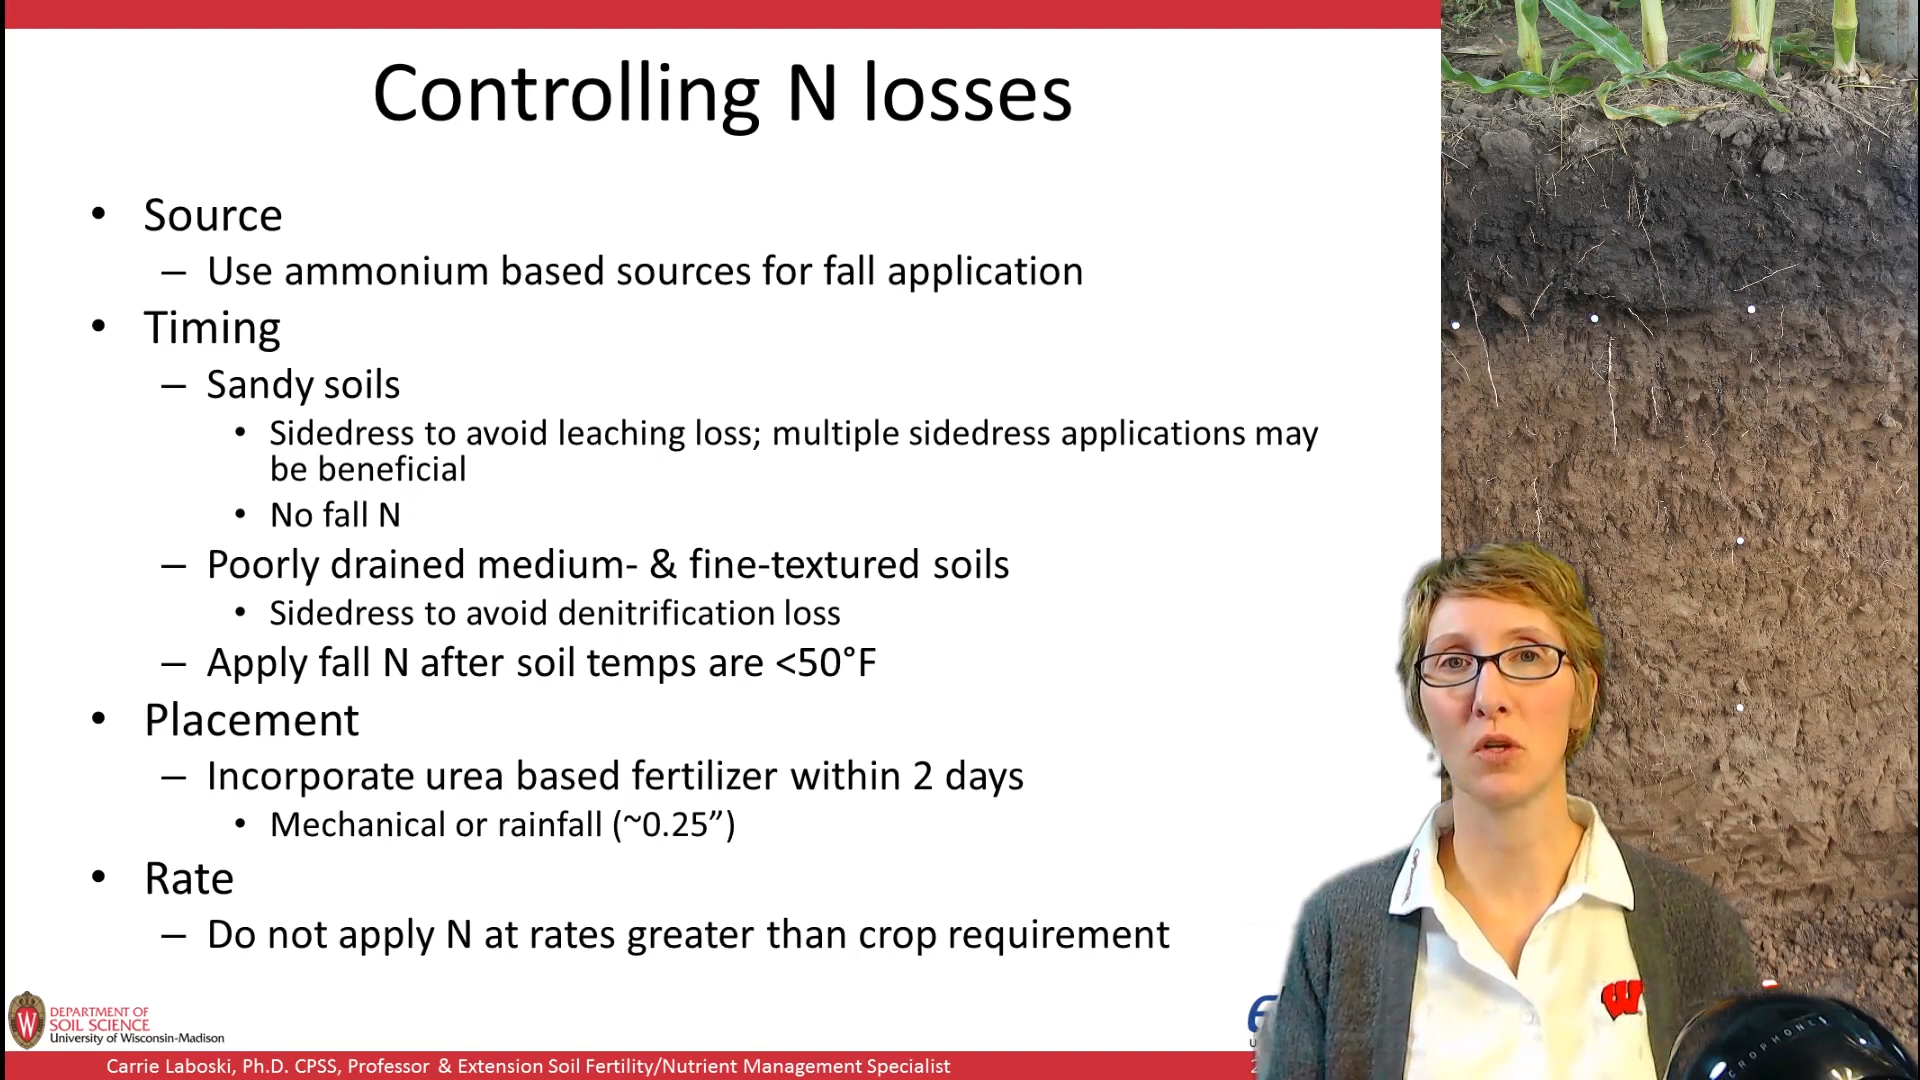 Controlling N losses
• Source
– Use ammonium based sources for fall application
• Timing
– Sandy soils
• Sidedress to avoid leaching loss; multiple sidedress applications may
be beneficial
• No fall N
– Poorly drained medium- & fine-textured soils
• Sidedress to avoid denitrification loss
– Apply fall N after soil temps are <50°F
• Placement
– Incorporate urea based fertilizer within 2 days
• Mechanical or rainfall (~0.25”)
• Rate
– Do not apply N at rates greater than crop requirement
W
DEPARTMENT OF
SOIL SCIENCE
University of Wisconsin-Madison
Carrie Laboski, Ph.D. CPSS, Professor & Extension Soil Fertility/Nutrient Management Specialist
W